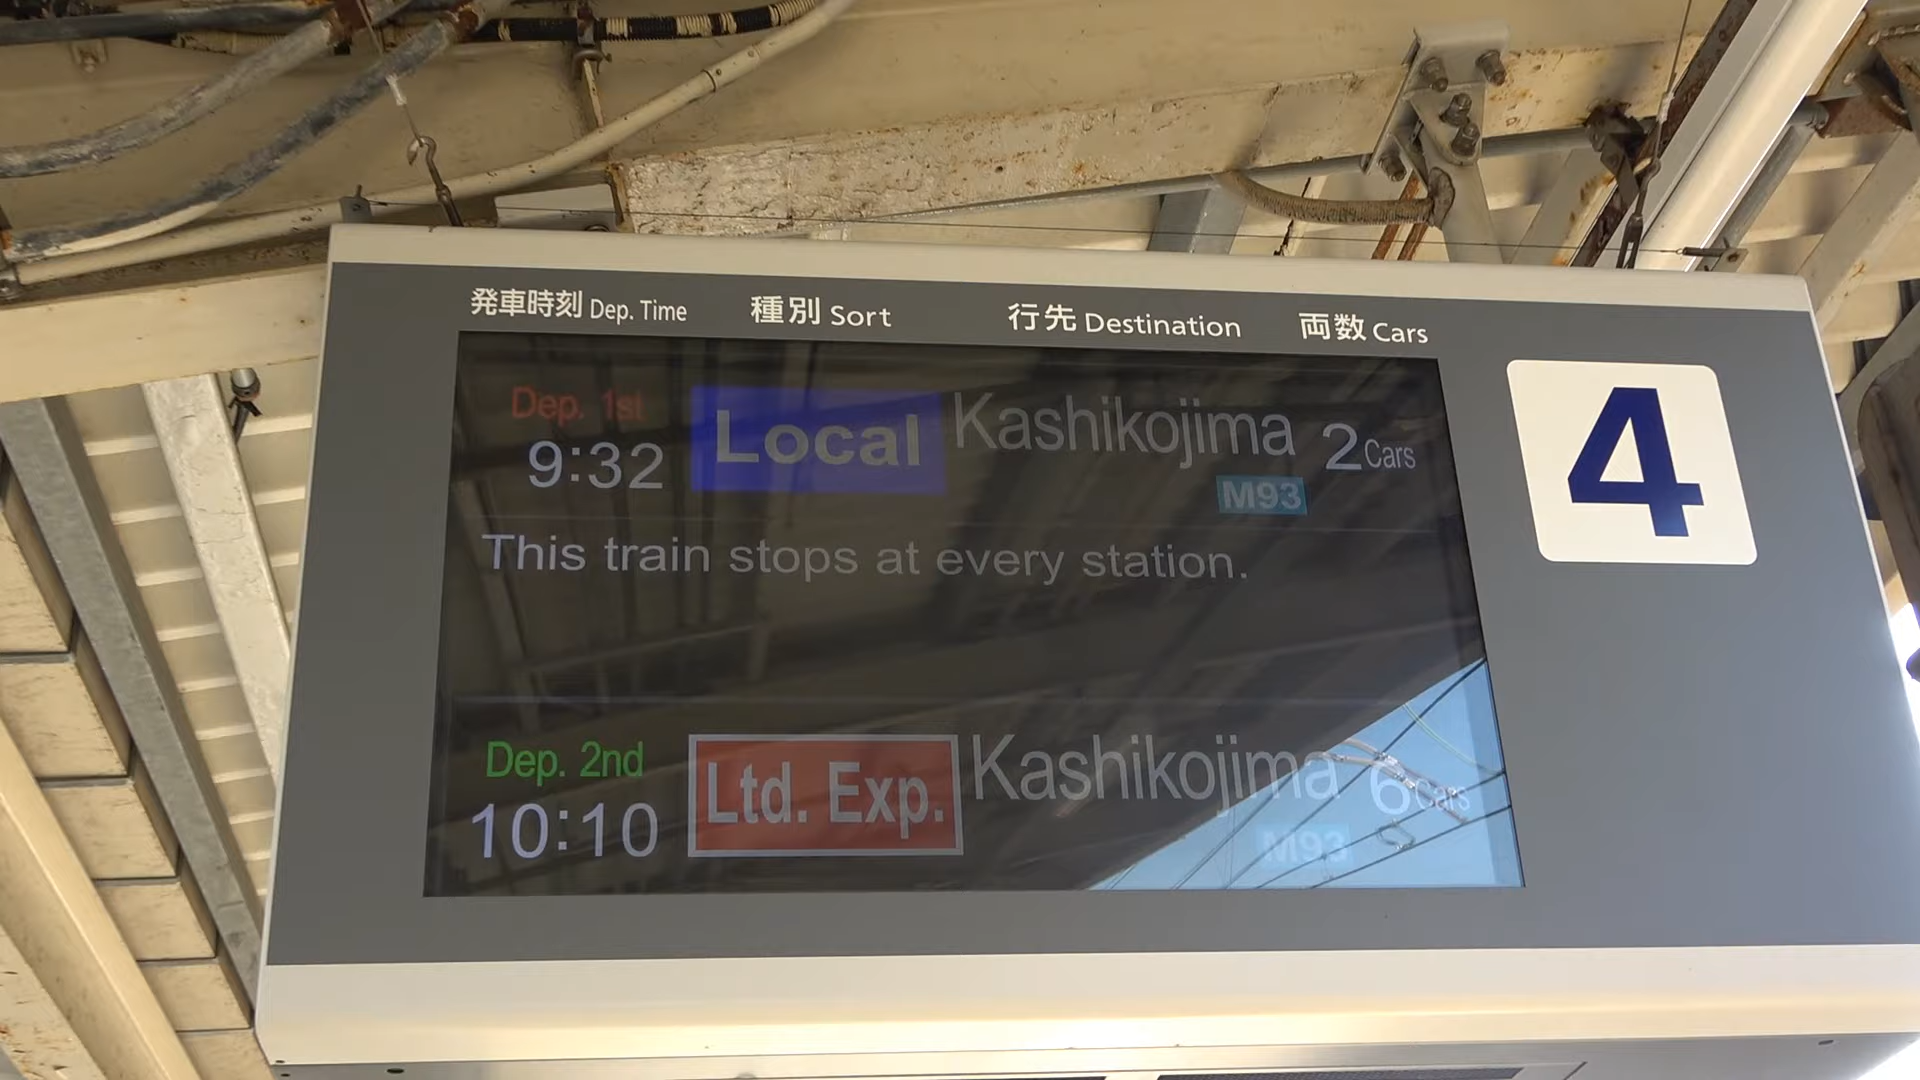 発車時刻 Dep. Time 種別 Sort 行先 Destination 両数 Cars
4
Dep. 1st
9:32 Local Kashikojima 2 Cars
M93
This train stops at every station.
Dep. 2nd
10:10 Ltd. Exp. Kashikojima 6 Cars
M93